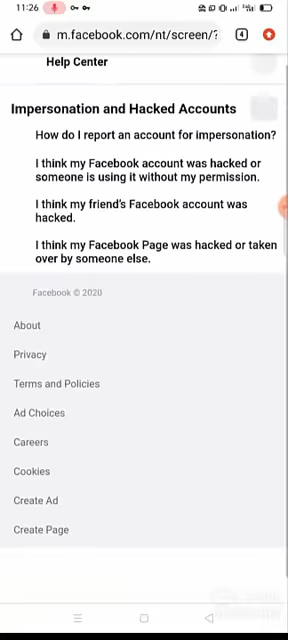 11:26
m.facebook.com/nt/screen/?
4
Help Center
Impersonation and Hacked Accounts
How do I report an account for impersonation?
I think my Facebook account was hacked or
someone is using it without my permission.
I think my friend's Facebook account was
hacked.
I think my Facebook Page was hacked or taken
over by someone else.
Facebook © 2020
About
Privacy
Terms and Policies
Ad Choices
Careers
Cookies
Create Ad
Create Page